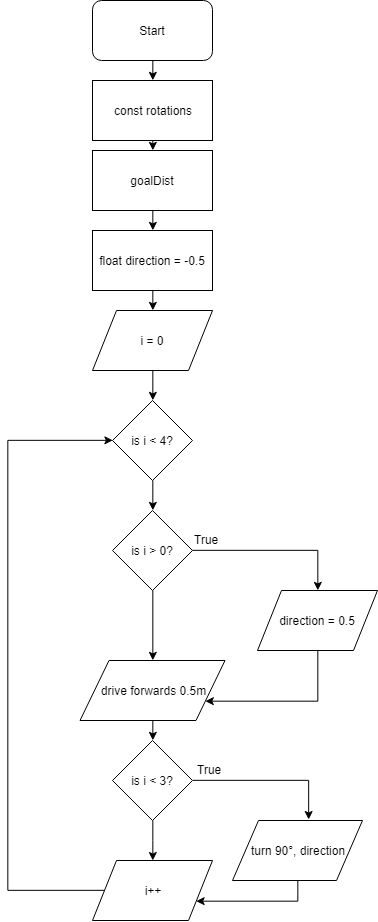 Start
const rotations
goalDist
float direction = -0.5
i = 0
is i < 4?
is i > 0?
True
direction = 0.5
drive forwards 0.5m
is i < 3?
True
turn 90°, direction
i++